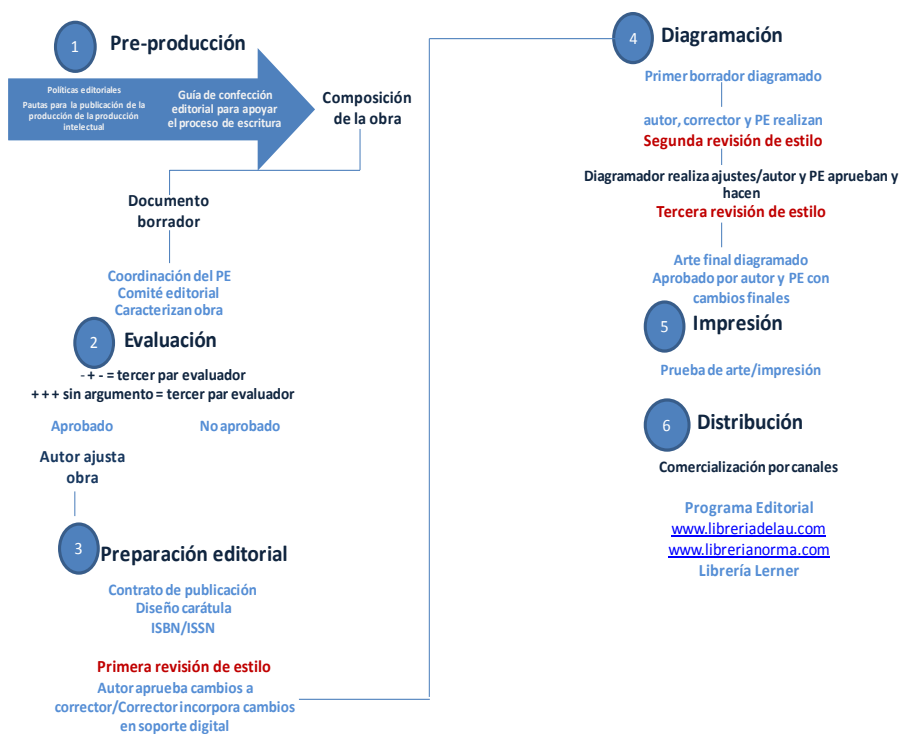 1
Pre-producción
Políticas editoriales
Pautas para la publicación de la
producción de la producción
intelectual
Guía de confección
editorial para apoyar
el proceso de escritura
Composición
de la obra
Documento
borrador
Coordinación del PE
Comité editorial
Caracterizan obra
2
Evaluación
- + - = tercer par evaluador
+ + + sin argumento = tercer par evaluador
Aprobado
No aprobado
Autor ajusta
obra
3
Preparación editorial
Contrato de publicación
Diseño carátula
ISBN/ISSN
Primera revisión de estilo
Autor aprueba cambios a
corrector/Corrector incorpora cambios
en soporte digital
4
Diagramación
Primer borrador diagramado
autor, corrector y PE realizan
Segunda revisión de estilo
Diagramador realiza ajustes/autor y PE aprueban y
hacen
Tercera revisión de estilo
Arte final diagramado
Aprobado por autor y PE con
cambios finales
5
Impresión
Prueba de arte/impresión
6
Distribución
Comercialización por canales
Programa Editorial
www.libreriadelau.com
www.librerianorma.com
Librería Lerner